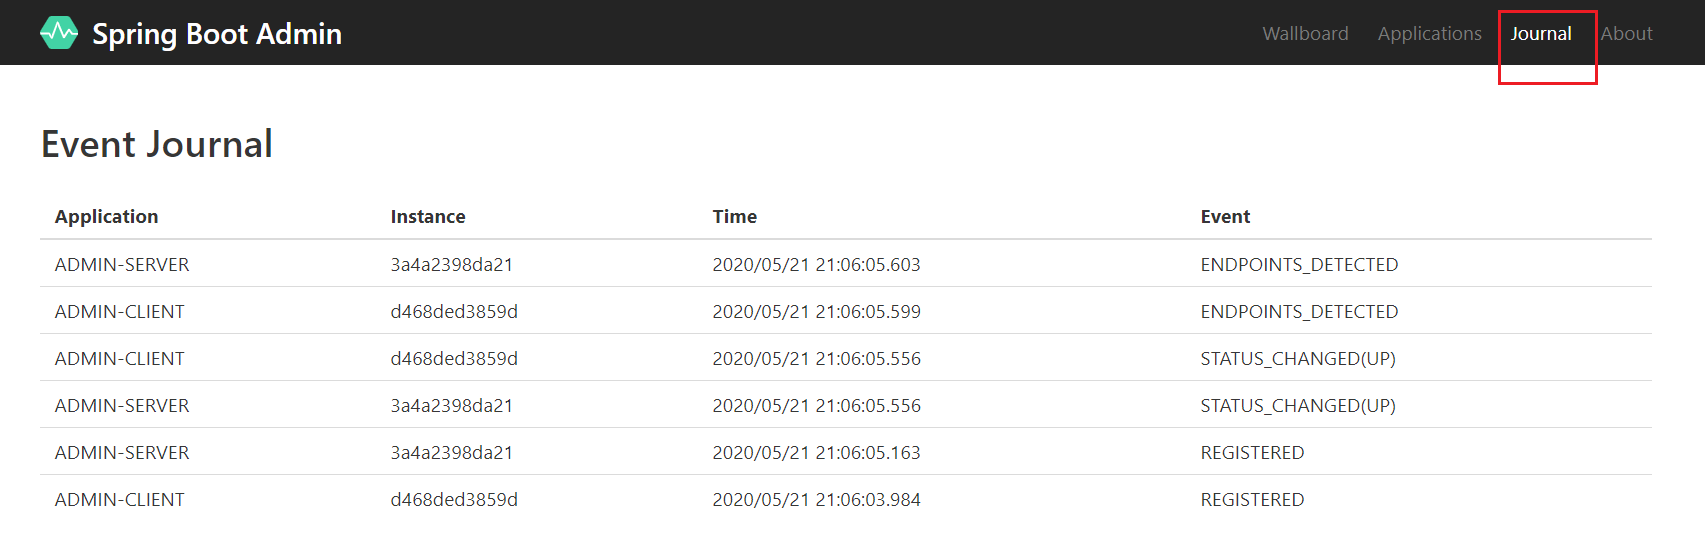 Spring Boot Admin Wallboard Applications Journal About
Event Journal
Application Instance Time Event
ADMIN-SERVER 3a4a2398da21 2020/05/21 21:06:05.603 ENDPOINTS_DETECTED
ADMIN-CLIENT d468ded3859d 2020/05/21 21:06:05.599 ENDPOINTS_DETECTED
ADMIN-CLIENT d468ded3859d 2020/05/21 21:06:05.556 STATUS_CHANGED(UP)
ADMIN-SERVER 3a4a2398da21 2020/05/21 21:06:05.556 STATUS_CHANGED(UP)
ADMIN-SERVER 3a4a2398da21 2020/05/21 21:06:05.163 REGISTERED
ADMIN-CLIENT d468ded3859d 2020/05/21 21:06:03.984 REGISTERED